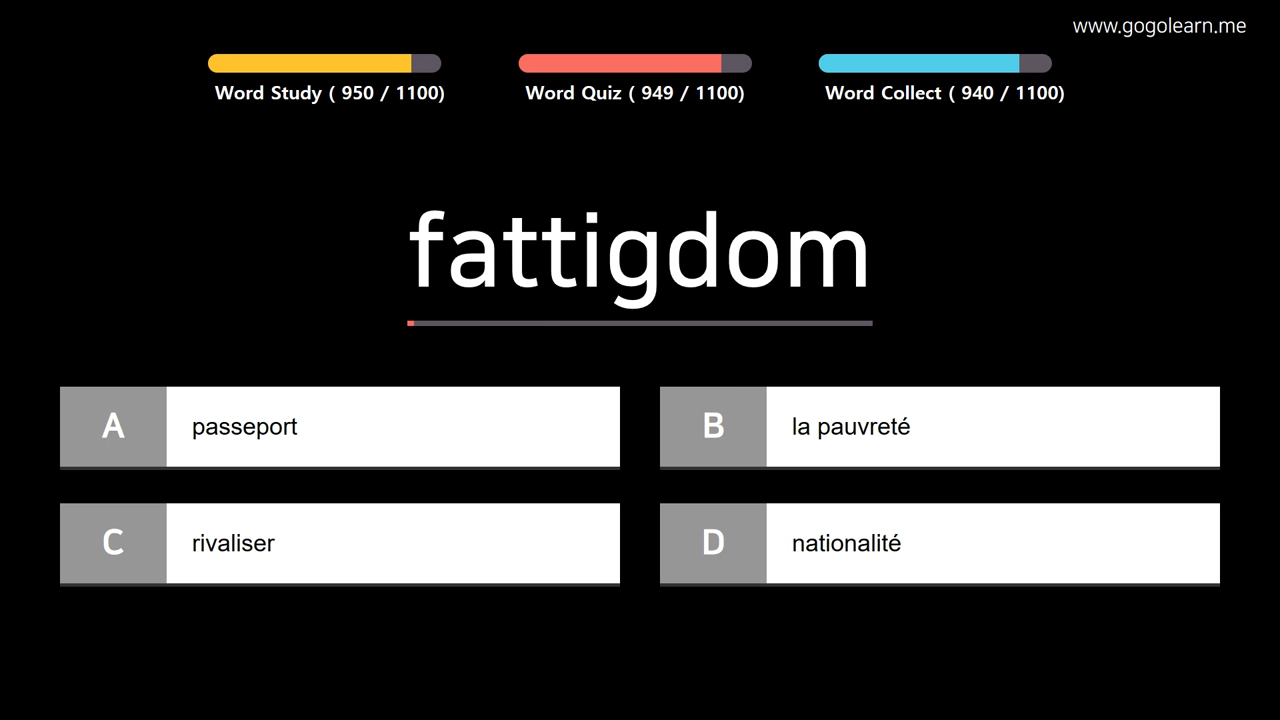 www.gogolearn.me
Word Study ( 950 / 1100)
Word Quiz ( 949 / 1100)
Word Collect ( 940 / 1100)
fattigdom
A passeport
B la pauvreté
C rivaliser
D nationalité